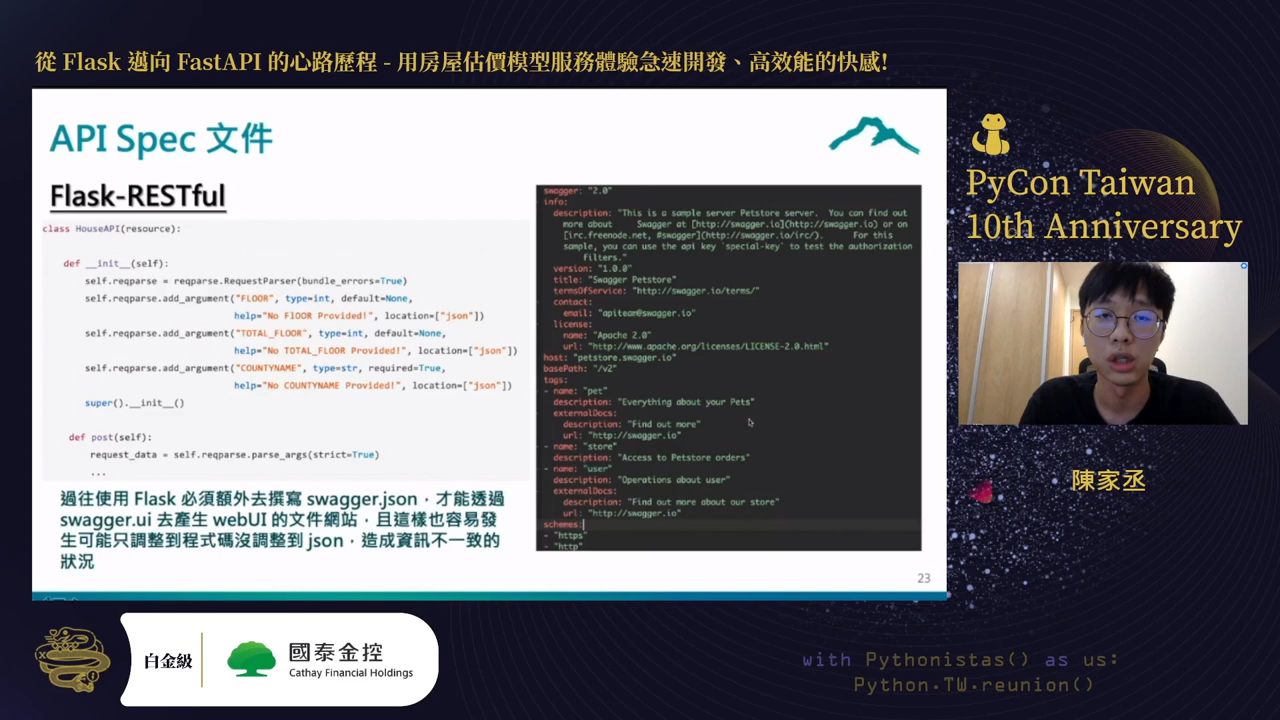 從 Flask 邁向 FastAPI 的心路歷程 - 用房屋估價模型服務體驗急速開發、高效能的快感!
API Spec 文件
Flask-RESTful
class HouseAPI(resource):
def __init__(self):
self.reqparse = reqparse.RequestParser(bundle_errors=True)
self.reqparse.add_argument("FLOOR", type=int, default=None,
help="No FlOOR Provided!", location=["json"])
self.reqparse.add_argument("TOTAL_FLOOR", type=int, default=None,
help="No TOTAL_FLOOR Provided!", location=["json"])
self.reqparse.add_argument("COUNTYNAME", type=str, required=True,
help="No COUNTYNAME Provided!", location=["json"])
super().__init__()
def post(self):
request_data = self.reqparse.parse_args(strict=True)
...
過往使用 Flask 必須額外去撰寫 swagger.json，才能透過
swagger.ui 去產生 webUI 的文件網站，且這樣也容易發
生可能只調整到程式碼沒調整到 json，造成資訊不一致的
狀況
swagger: "2.0"
info:
description: "This is a sample server Petstore server. You can find out
more about Swagger at [http://swagger.io](http://swagger.io) or on
[irc.freenode.net, #swagger](http://swagger.io/irc/). For this
sample, you can use the api key `special-key` to test the authorization
filters."
version: "1.0.0"
title: "Swagger Petstore"
termsOfService: "http://swagger.io/terms/"
contact:
email: "apiteam@swagger.io"
license:
name: "Apache 2.0"
url: "http://www.apache.org/licenses/LICENSE-2.0.html"
host: "petstore.swagger.io"
basePath: "/v2"
tags:
- name: "pet"
description: "Everything about your Pets"
externalDocs:
description: "Find out more"
url: "http://swagger.io"
- name: "store"
description: "Access to Petstore orders"
- name: "user"
description: "Operations about user"
externalDocs:
description: "Find out more about our store"
url: "http://swagger.io"
schemes:
- "https"
- "http"
23
PyCon Taiwan
10th Anniversary
陳家丞
白金級
國泰金控
Cathay Financial Holdings
with Pythonistas() as us:
Python.TW.reunion()